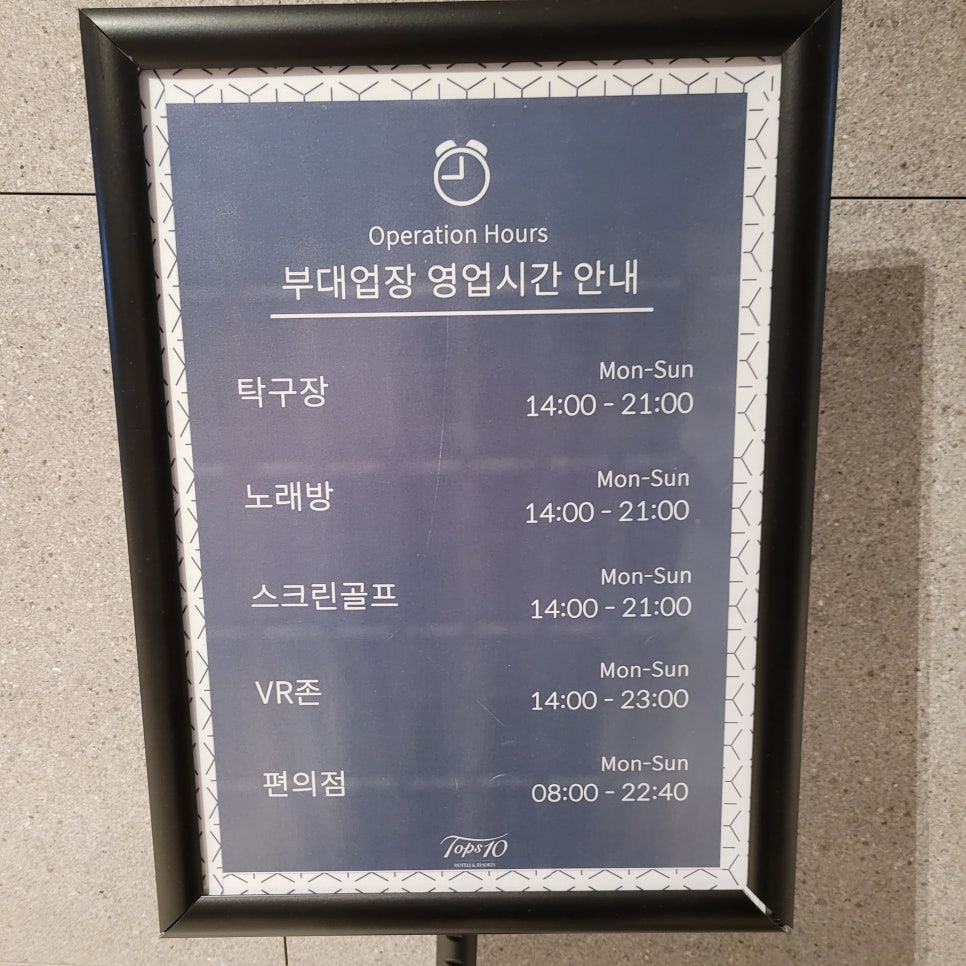 Operation Hours
부대업장 영업시간 안내
탁구장
Mon-Sun
14:00 - 21:00
노래방
Mon-Sun
14:00 - 21:00
스크린골프
Mon-Sun
14:00 - 21:00
VR존
Mon-Sun
14:00 - 23:00
편의점
Mon-Sun
08:00 - 22:40
Tops10
HOTELS & RESORTS